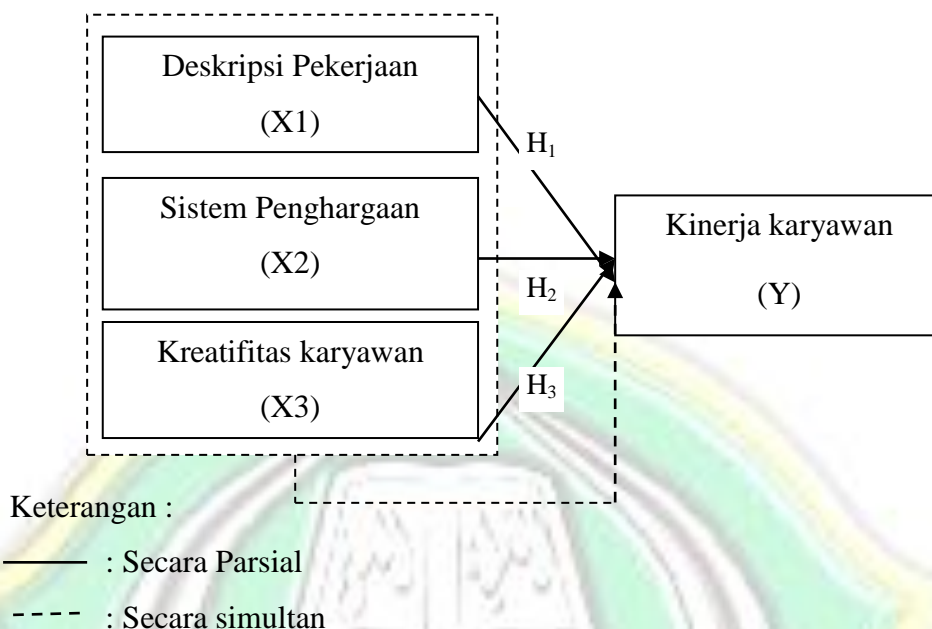 Deskripsi Pekerjaan
(X1)
H₁
Sistem Penghargaan
(X2)
Kinerja karyawan
(Y)
H₂
Kreatifitas karyawan
(X3)
H₃
Keterangan :
: Secara Parsial
: Secara simultan